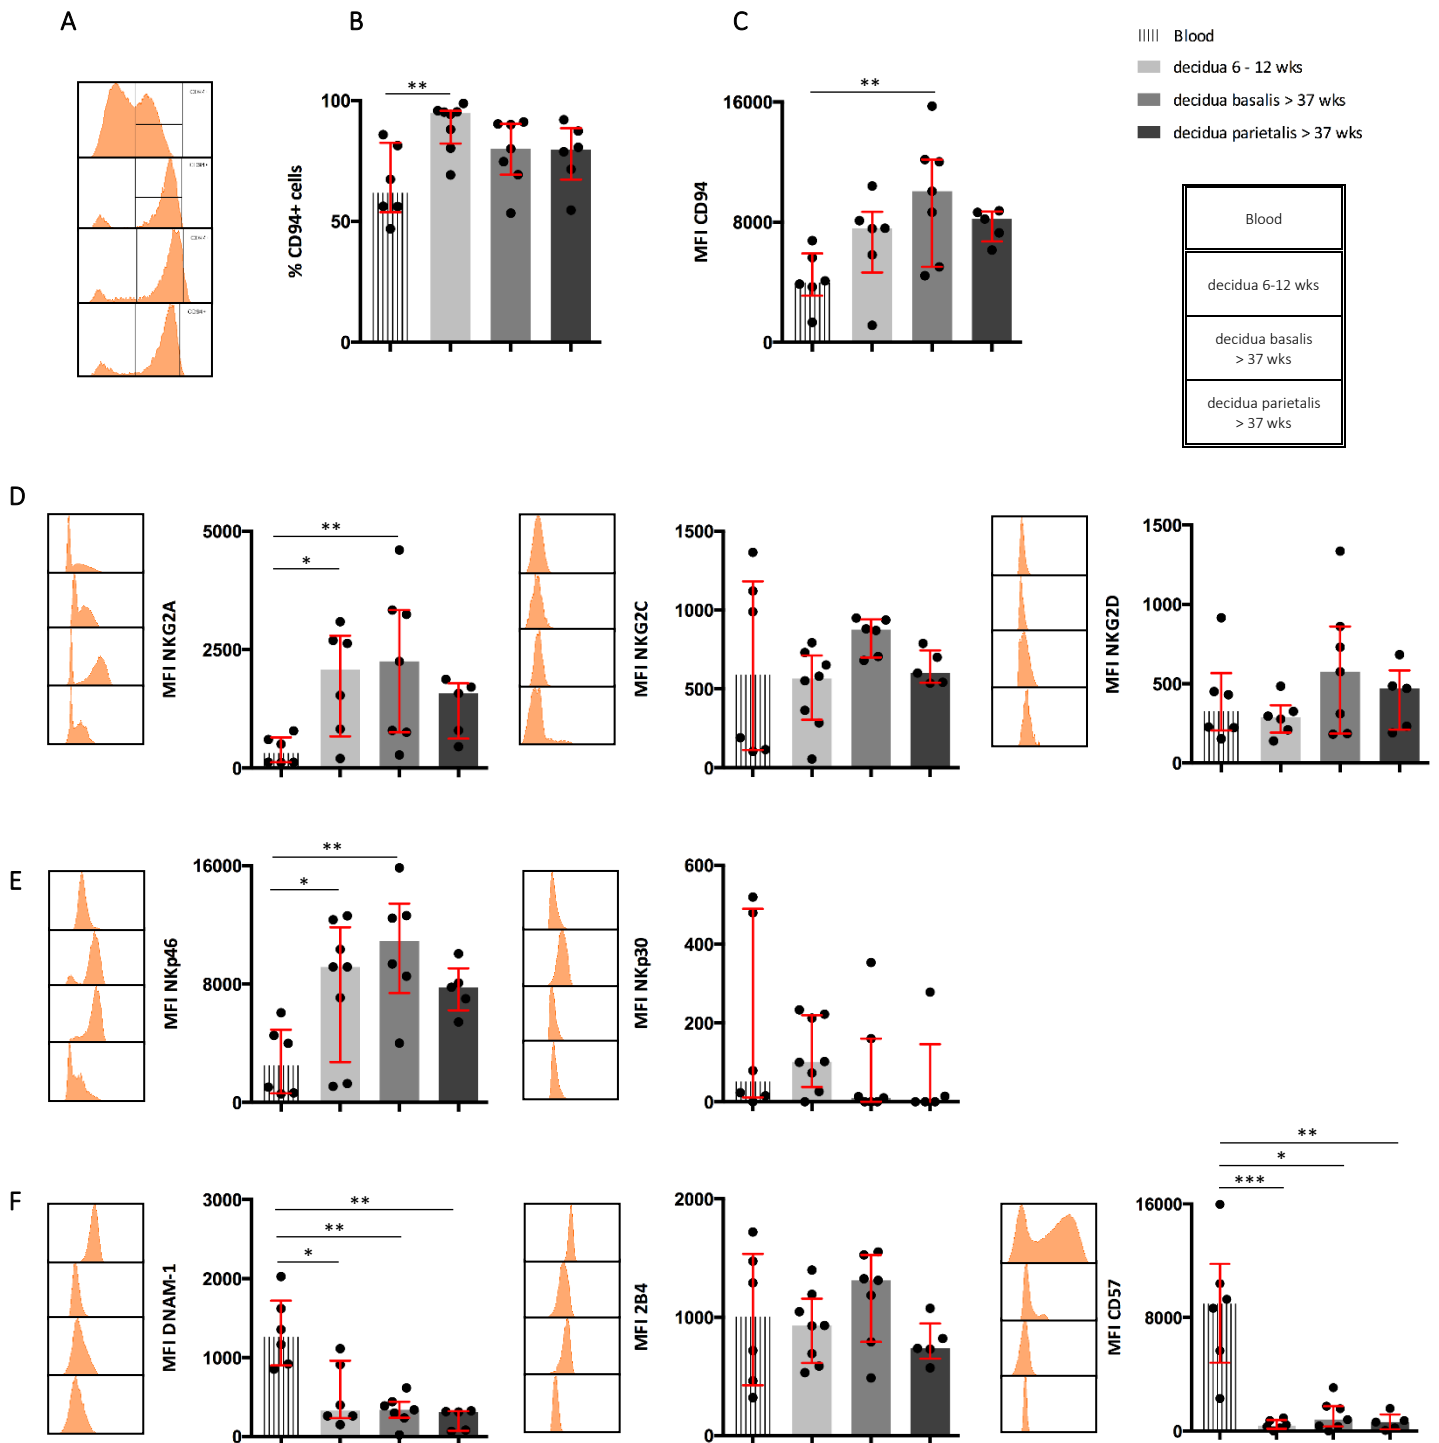 A
B
C
Blood
decidua 6 - 12 wks
decidua basalis > 37 wks
decidua parietalis > 37 wks
**
100
50
0
% CD94+ cells
**
16000
8000
0
MFI CD94
Blood
decidua 6-12 wks
decidua basalis
> 37 wks
decidua parietalis
> 37 wks
D
**
*
5000
2500
0
MFI NKG2A
1500
1000
500
0
MFI NKG2C
1500
1000
500
0
MFI NKG2D
E
**
*
16000
8000
0
MFI NKp46
600
400
200
0
MFI NKp30
F
**
**
*
3000
2000
1000
0
MFI DNAM-1
2000
1000
0
MFI 2B4
**
*
***
16000
8000
0
MFI CD57